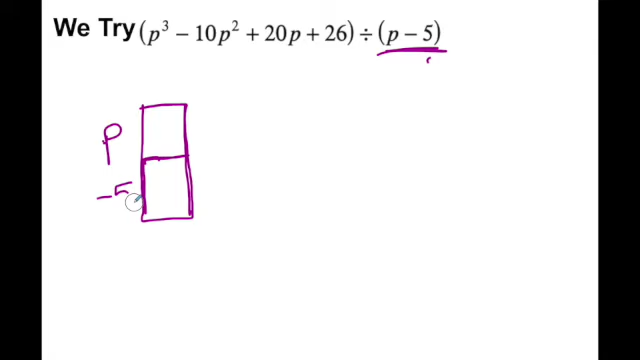 We Try (p³ − 10p² + 20p + 26) ÷ (p − 5)
p
−5